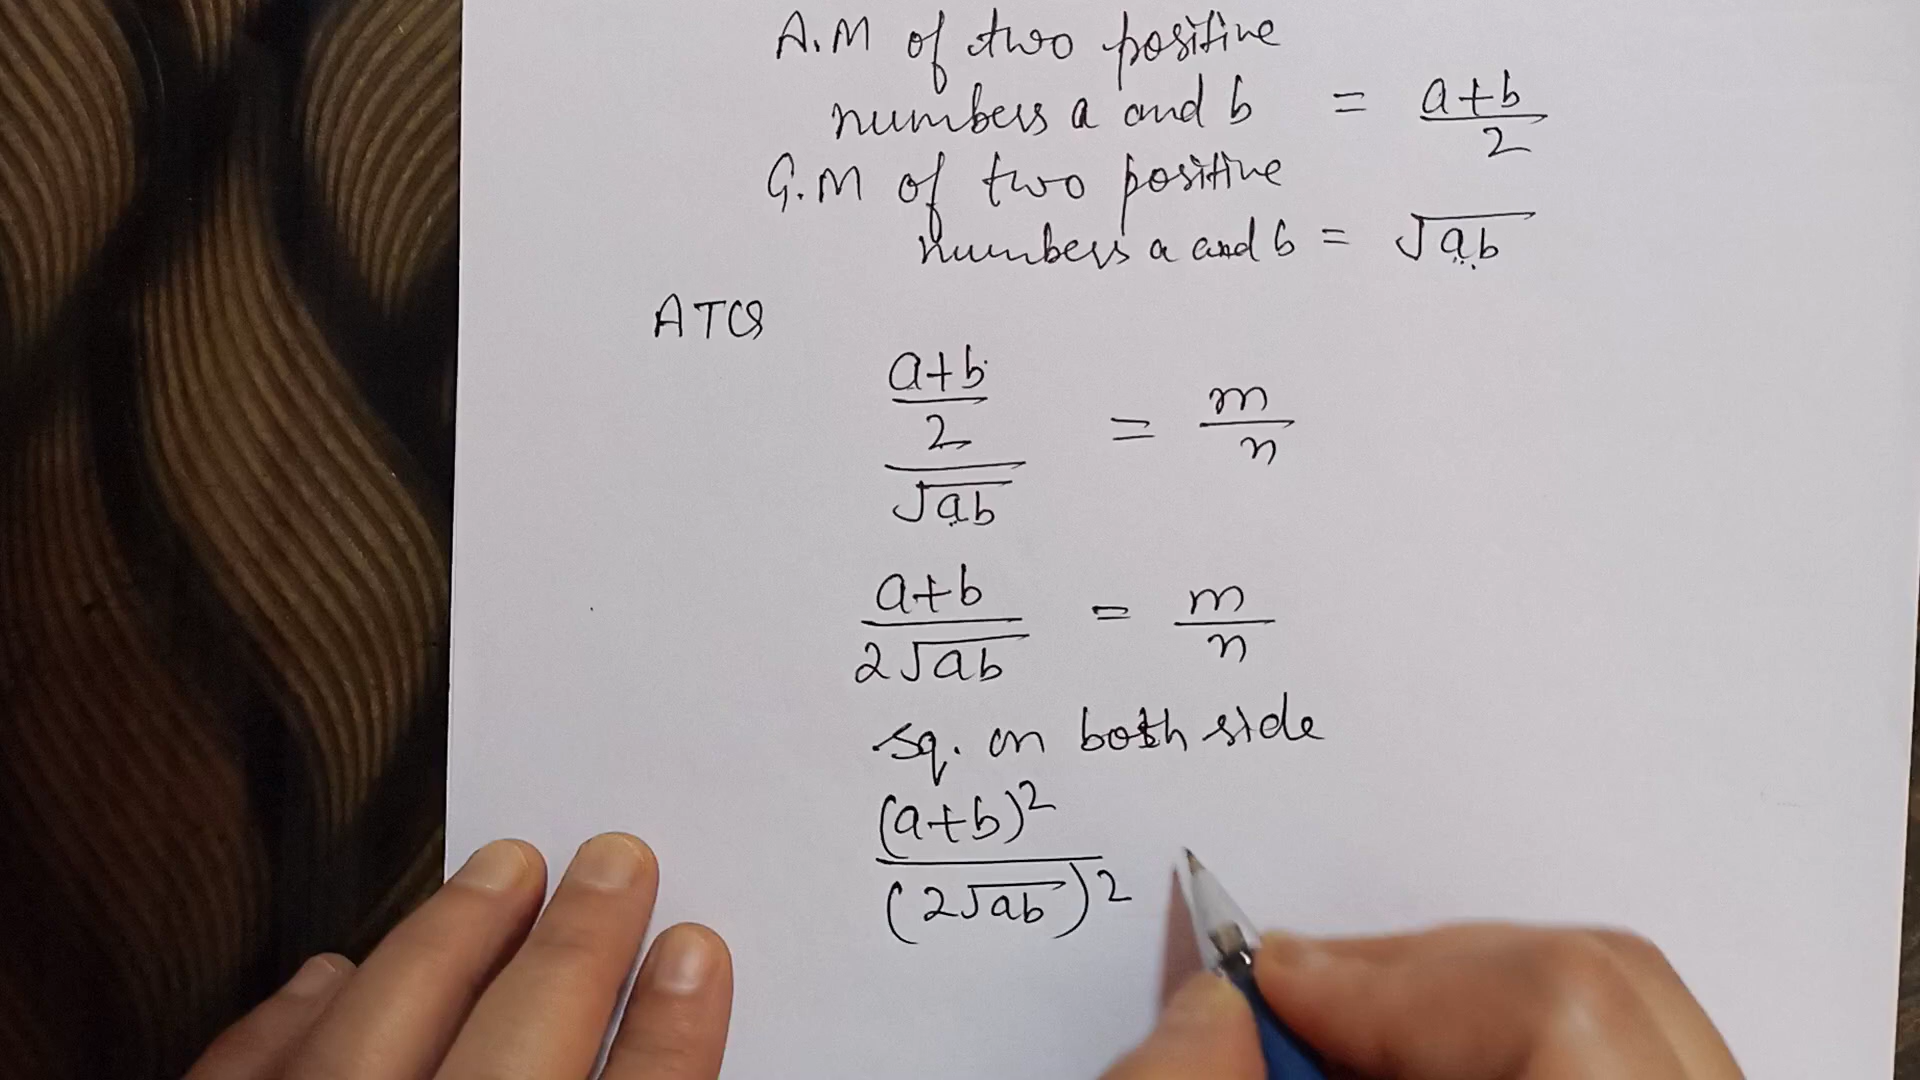 A.M of two positive
numbers a and b = a+b/2
G.M of two positive
numbers a and b = √ab
ATQ
a+b/2/√ab = m/n
a+b/2√ab = m/n
sq. on both side
(a+b)²/(2√ab)²